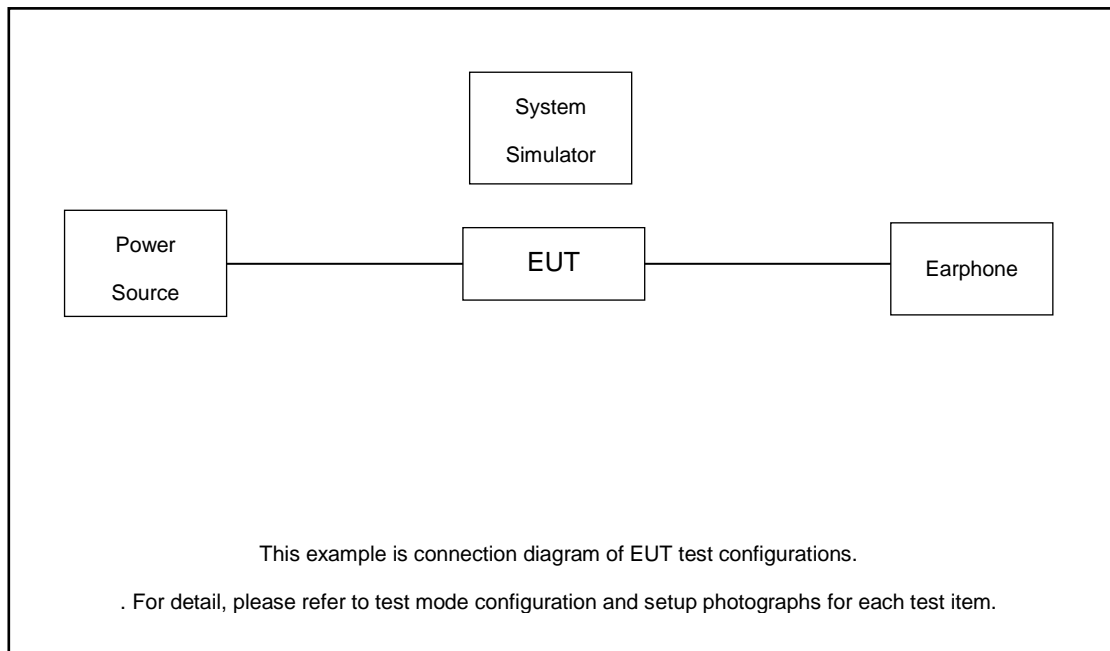 System
Simulator
Power
Source
EUT
Earphone
This example is connection diagram of EUT test configurations.
. For detail, please refer to test mode configuration and setup photographs for each test item.